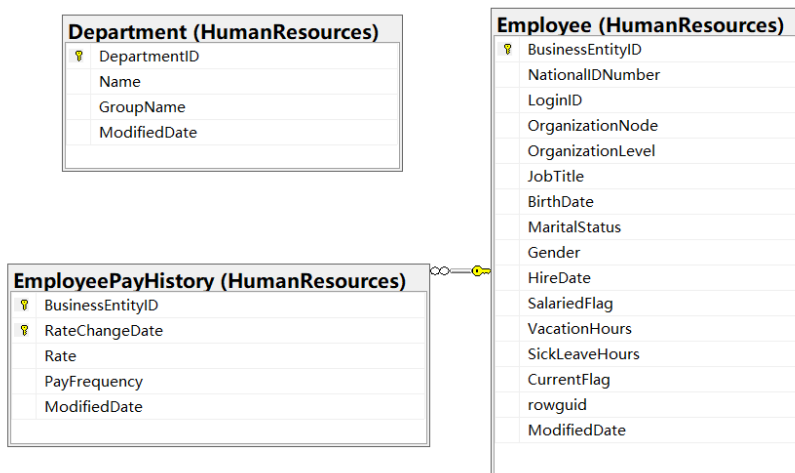 Department (HumanResources)
DepartmentID
Name
GroupName
ModifiedDate
Employee (HumanResources)
BusinessEntityID
NationalIDNumber
LoginID
OrganizationNode
OrganizationLevel
JobTitle
BirthDate
MaritalStatus
Gender
HireDate
SalariedFlag
VacationHours
SickLeaveHours
CurrentFlag
rowguid
ModifiedDate
EmployeePayHistory (HumanResources)
BusinessEntityID
RateChangeDate
Rate
PayFrequency
ModifiedDate